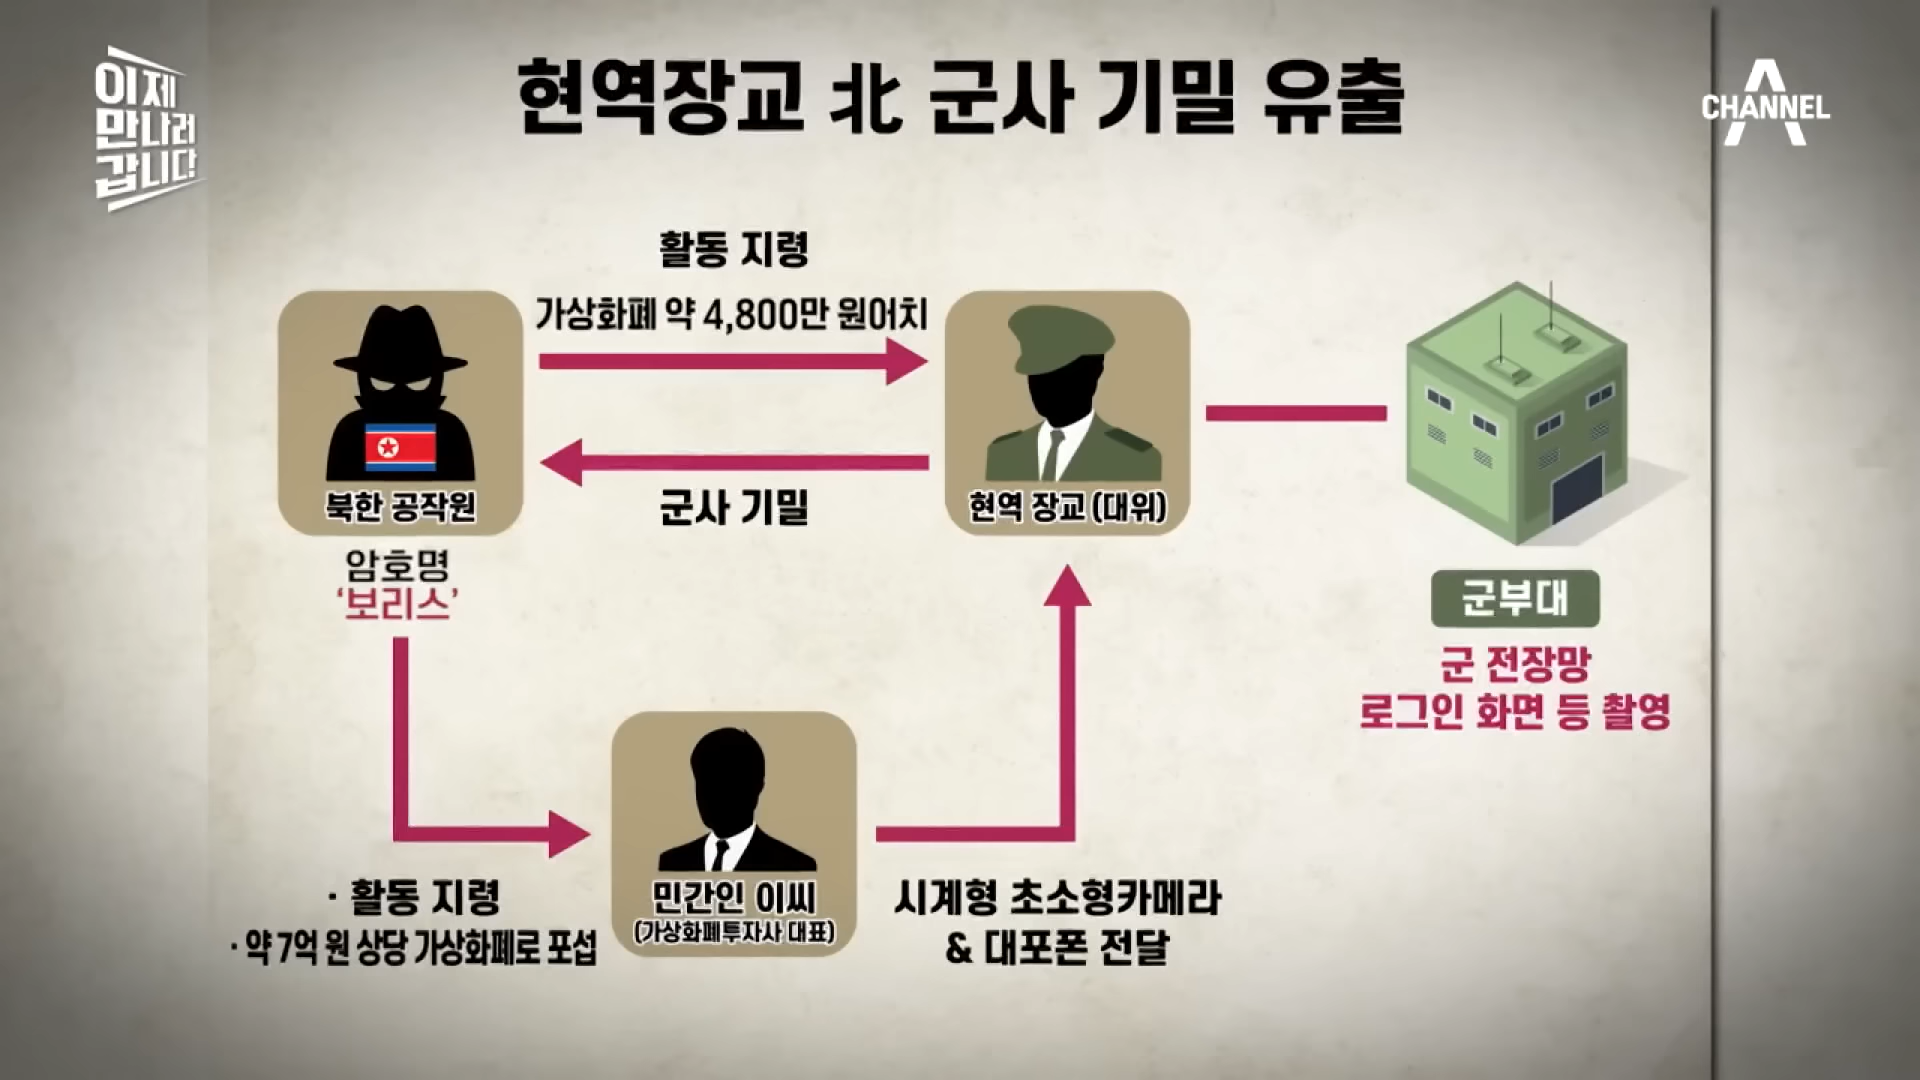 이제
만나러
갑니다
현역장교 北 군사 기밀 유출
CHANNEL A
활동 지령
가상화폐 약 4,800만 원어치
북한 공작원
군사 기밀
현역 장교 (대위)
암호명
‘보리스’
군부대
군 전장망
로그인 화면 등 촬영
· 활동 지령
· 약 7억 원 상당 가상화폐로 포섭
민간인 이씨
(가상화폐투자사 대표)
시계형 초소형카메라
& 대포폰 전달